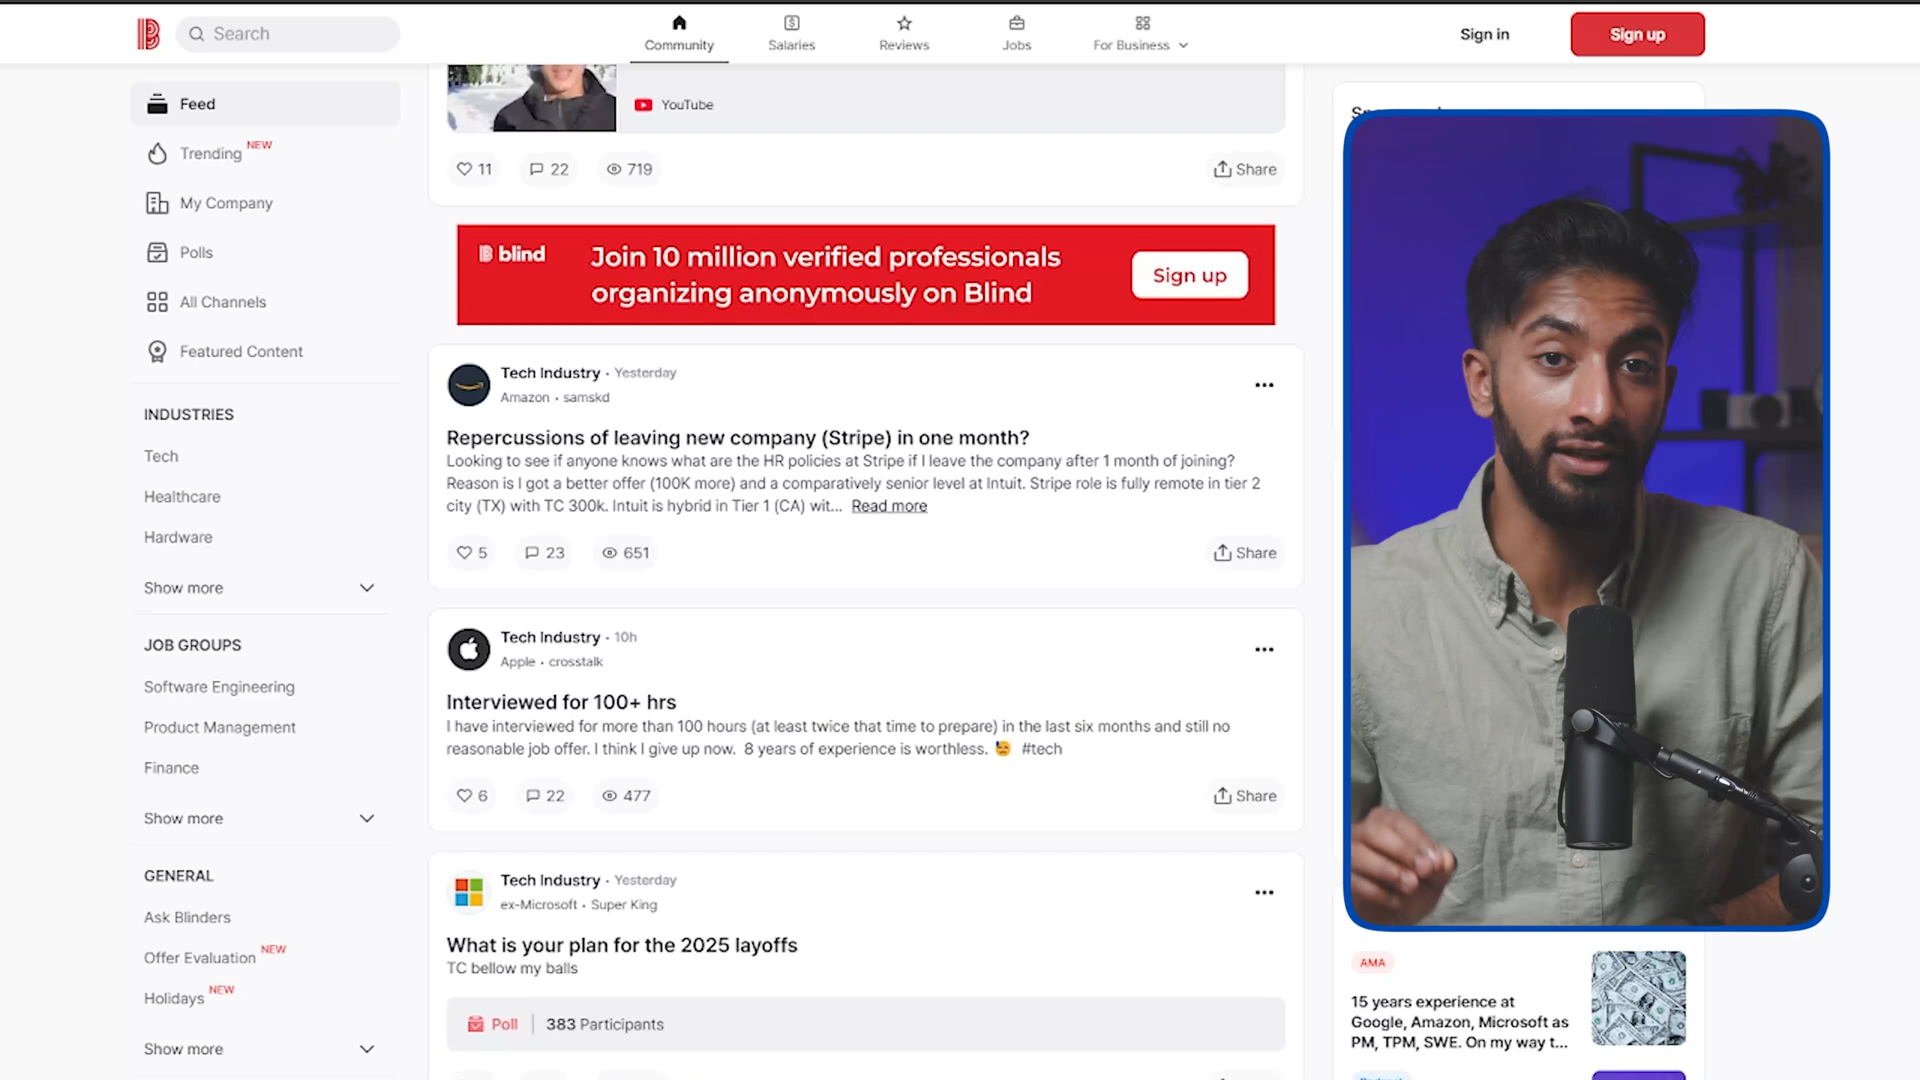 Search
Community
Salaries
Reviews
Jobs
For Business
Sign in
Sign up
Feed
Trending NEW
My Company
Polls
All Channels
Featured Content
INDUSTRIES
Tech
Healthcare
Hardware
Show more
JOB GROUPS
Software Engineering
Product Management
Finance
Show more
GENERAL
Ask Blinders
Offer Evaluation NEW
Holidays NEW
Show more
YouTube
11 22 719 Share
blind
Join 10 million verified professionals
organizing anonymously on Blind
Sign up
Tech Industry · Yesterday
Amazon · samskd
Repercussions of leaving new company (Stripe) in one month?
Looking to see if anyone knows what are the HR policies at Stripe if I leave the company after 1 month of joining?
Reason is I got a better offer (100K more) and a comparatively senior level at Intuit. Stripe role is fully remote in tier 2
city (TX) with TC 300k. Intuit is hybrid in Tier 1 (CA) wit... Read more
5 23 651 Share
Tech Industry · 10h
Apple · crosstalk
Interviewed for 100+ hrs
I have interviewed for more than 100 hours (at least twice that time to prepare) in the last six months and still no
reasonable job offer. I think I give up now. 8 years of experience is worthless. 😓 #tech
6 22 477 Share
Tech Industry · Yesterday
ex-Microsoft · Super King
What is your plan for the 2025 layoffs
TC bellow my balls
Poll | 383 Participants
AMA
15 years experience at
Google, Amazon, Microsoft as
PM, TPM, SWE. On my way t...